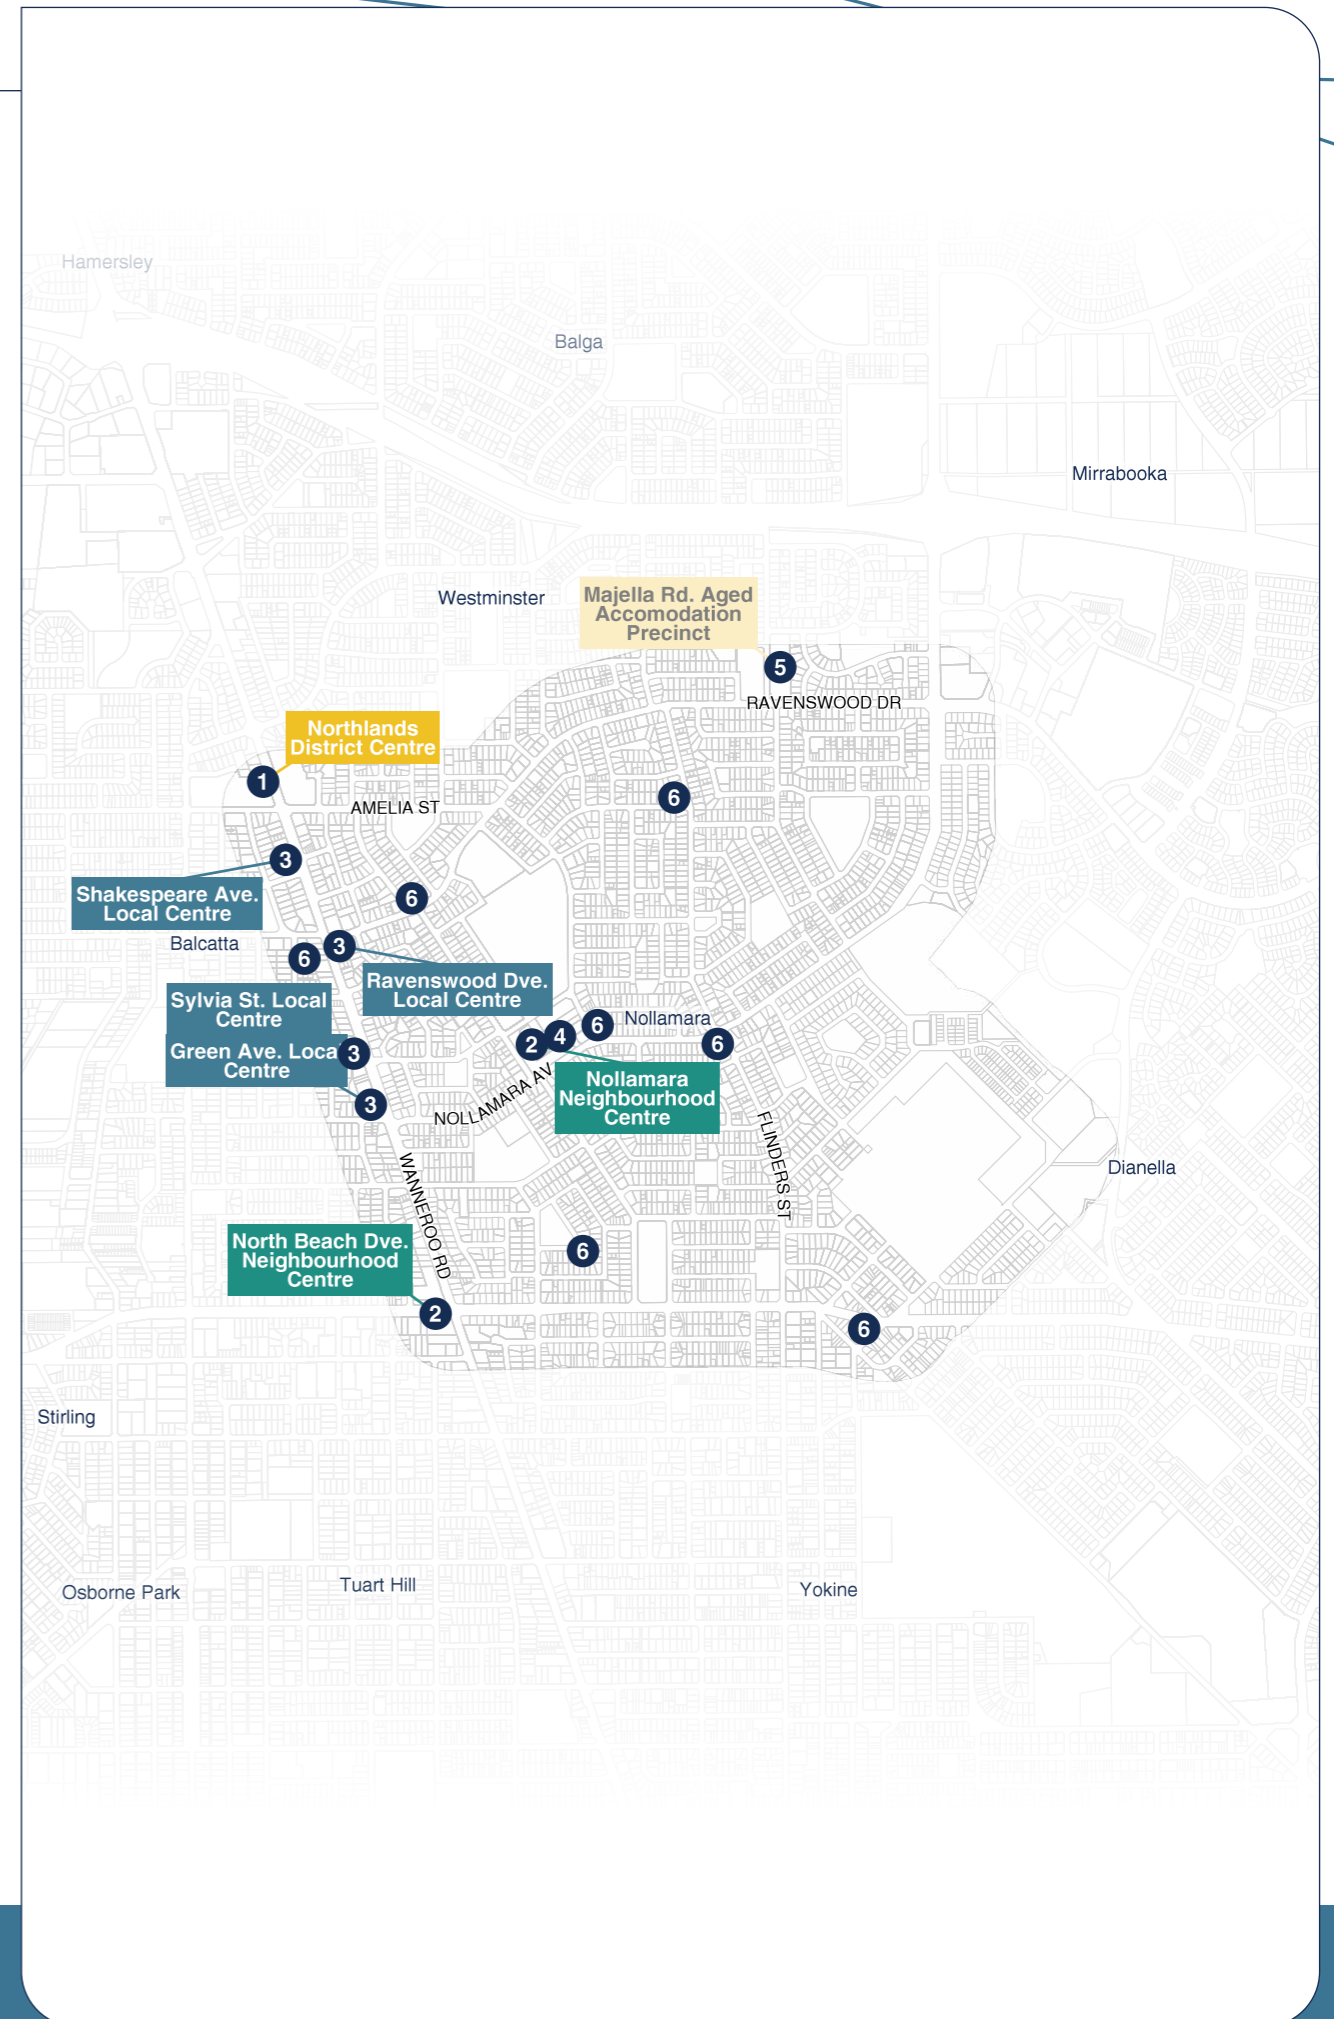 Hamersley
Balga
Mirrabooka
Westminster
Majella Rd. Aged
Accomodation
Precinct
5
RAVENSWOOD DR
Northlands
District Centre
1
6
AMELIA ST
3
Shakespeare Ave.
Local Centre
6
Balcatta
3
6
Ravenswood Dve.
Local Centre
Sylvia St. Local
Centre
Nollamara
6
4
2
6
Green Ave. Loca
Centre
3
Nollamara
Neighbourhood
Centre
3
NOLLAMARA AV
FLINDERS ST
WANNEROO RD
Dianella
North Beach Dve.
Neighbourhood
Centre
6
2
6
Stirling
Osborne Park
Tuart Hill
Yokine